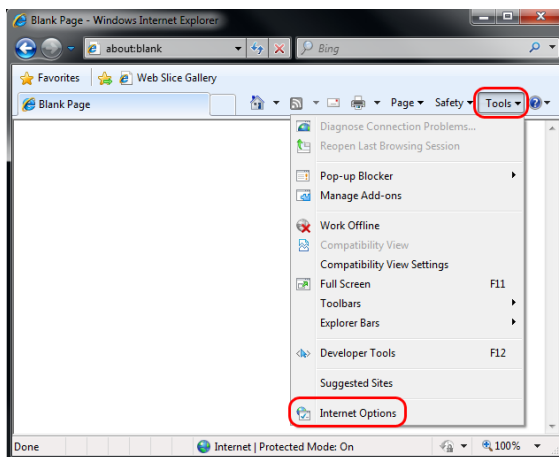 Blank Page - Windows Internet Explorer
about:blank
Bing
Favorites
Web Slice Gallery
Blank Page
Page
Safety
Tools
Diagnose Connection Problems...
Reopen Last Browsing Session
Pop-up Blocker
Manage Add-ons
Work Offline
Compatibility View
Compatibility View Settings
Full Screen F11
Toolbars
Explorer Bars
Developer Tools F12
Suggested Sites
Internet Options
Done
Internet | Protected Mode: On
100%